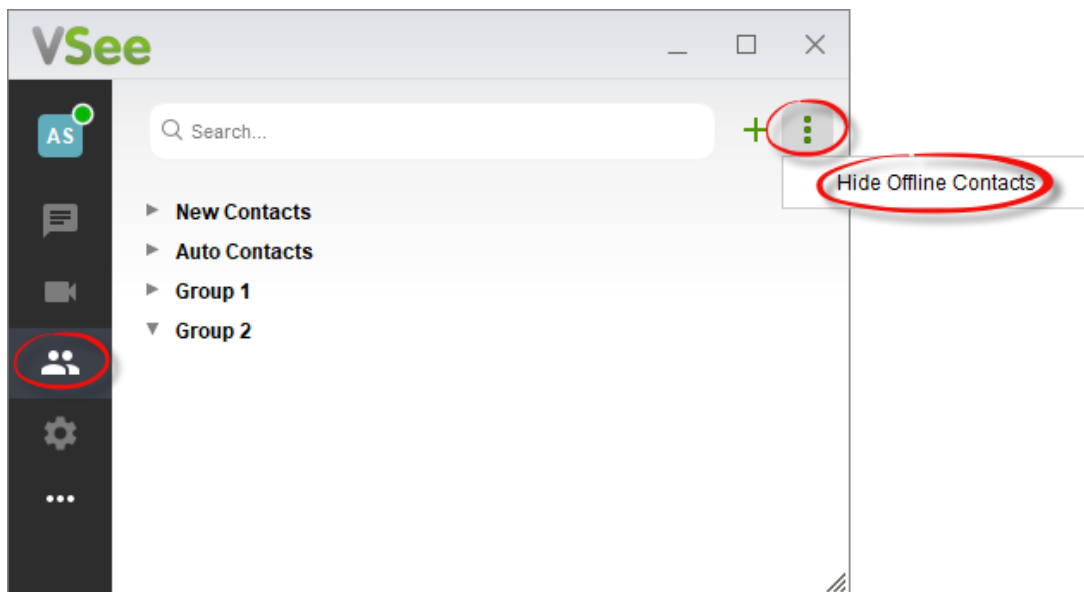 VSee
AS
Search...
Hide Offline Contacts
New Contacts
Auto Contacts
Group 1
Group 2